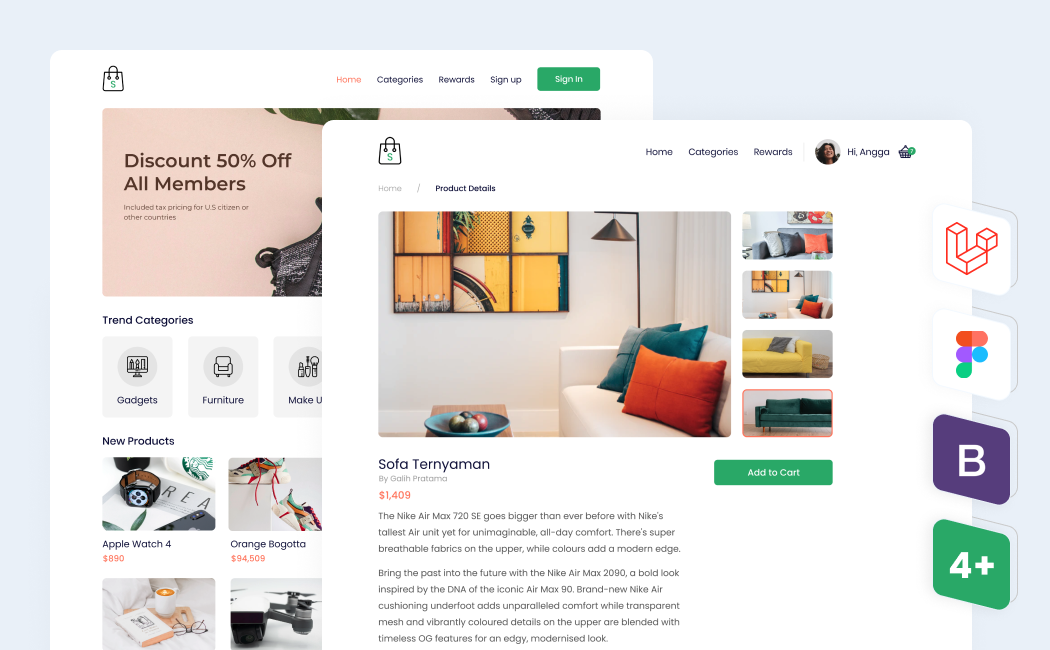 S
Home
Categories
Rewards
Sign up
Sign In
Discount 50% Off
All Members
Included tax pricing for U.S citizen or
other countries
Trend Categories
Gadgets
Furniture
Make U
New Products
REA
Apple Watch 4
$890
Orange Bogotta
$94,509
S
Home
Categories
Rewards
Hi, Angga
Home / Product Details
Sofa Ternyaman
By Galih Pratama
$1,409
Add to Cart
The Nike Air Max 720 SE goes bigger than ever before with Nike's
tallest Air unit yet for unimaginable, all-day comfort. There's super
breathable fabrics on the upper, while colours add a modern edge.
Bring the past into the future with the Nike Air Max 2090, a bold look
inspired by the DNA of the iconic Air Max 90. Brand-new Nike Air
cushioning underfoot adds unparalleled comfort while transparent
mesh and vibrantly coloured details on the upper are blended with
timeless OG features for an edgy, modernised look.
B
4+